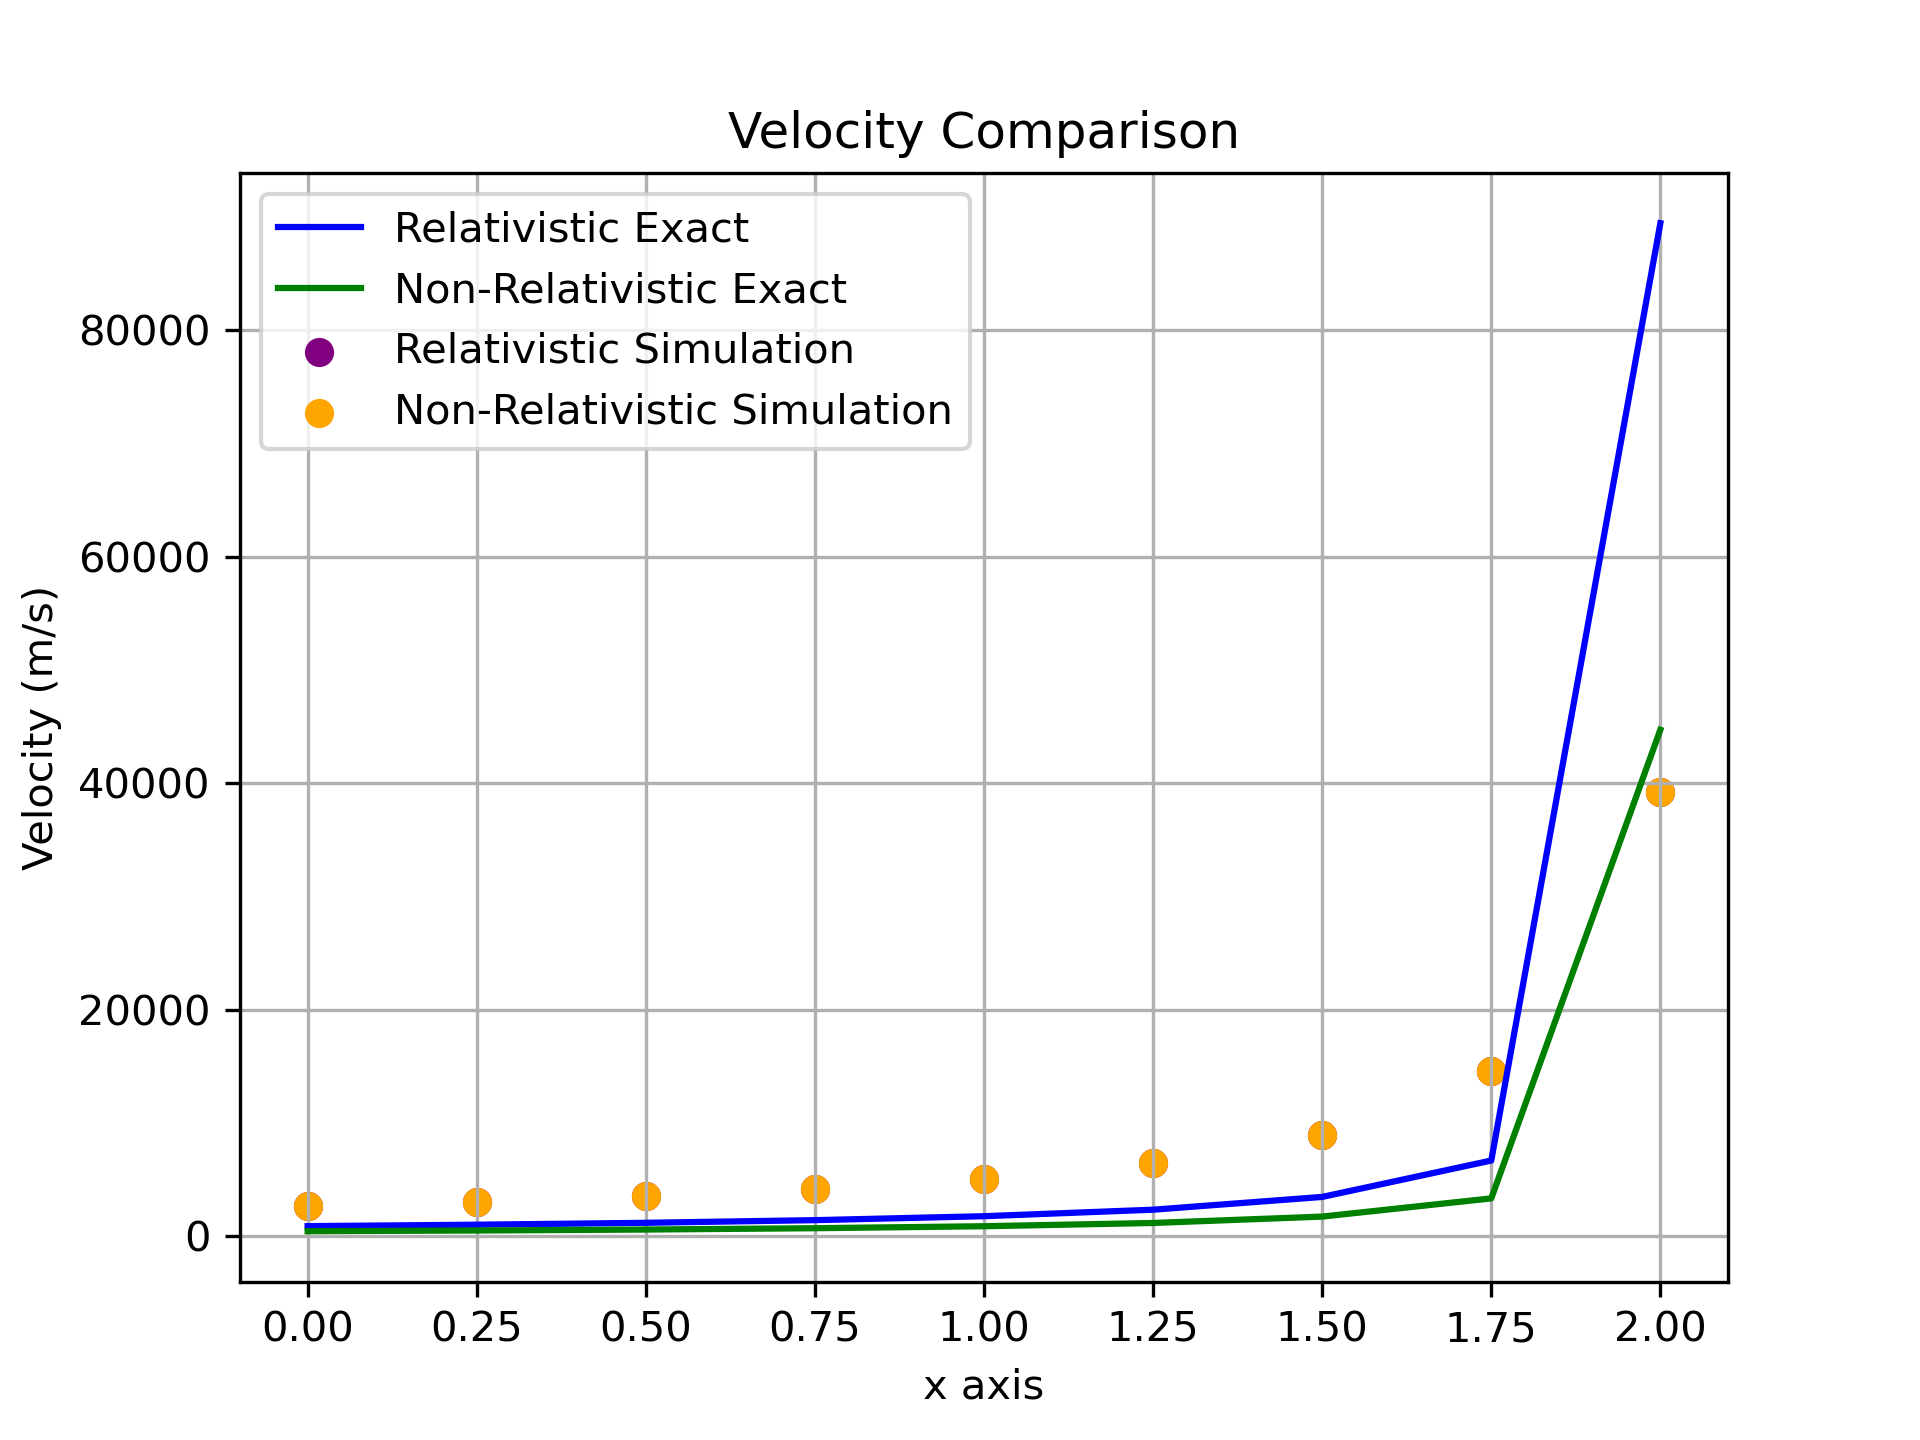 Velocity Comparison
Relativistic Exact
Non-Relativistic Exact
Relativistic Simulation
Non-Relativistic Simulation
80000
60000
40000
20000
0
Velocity (m/s)
0.00 0.25 0.50 0.75 1.00 1.25 1.50 1.75 2.00
x axis